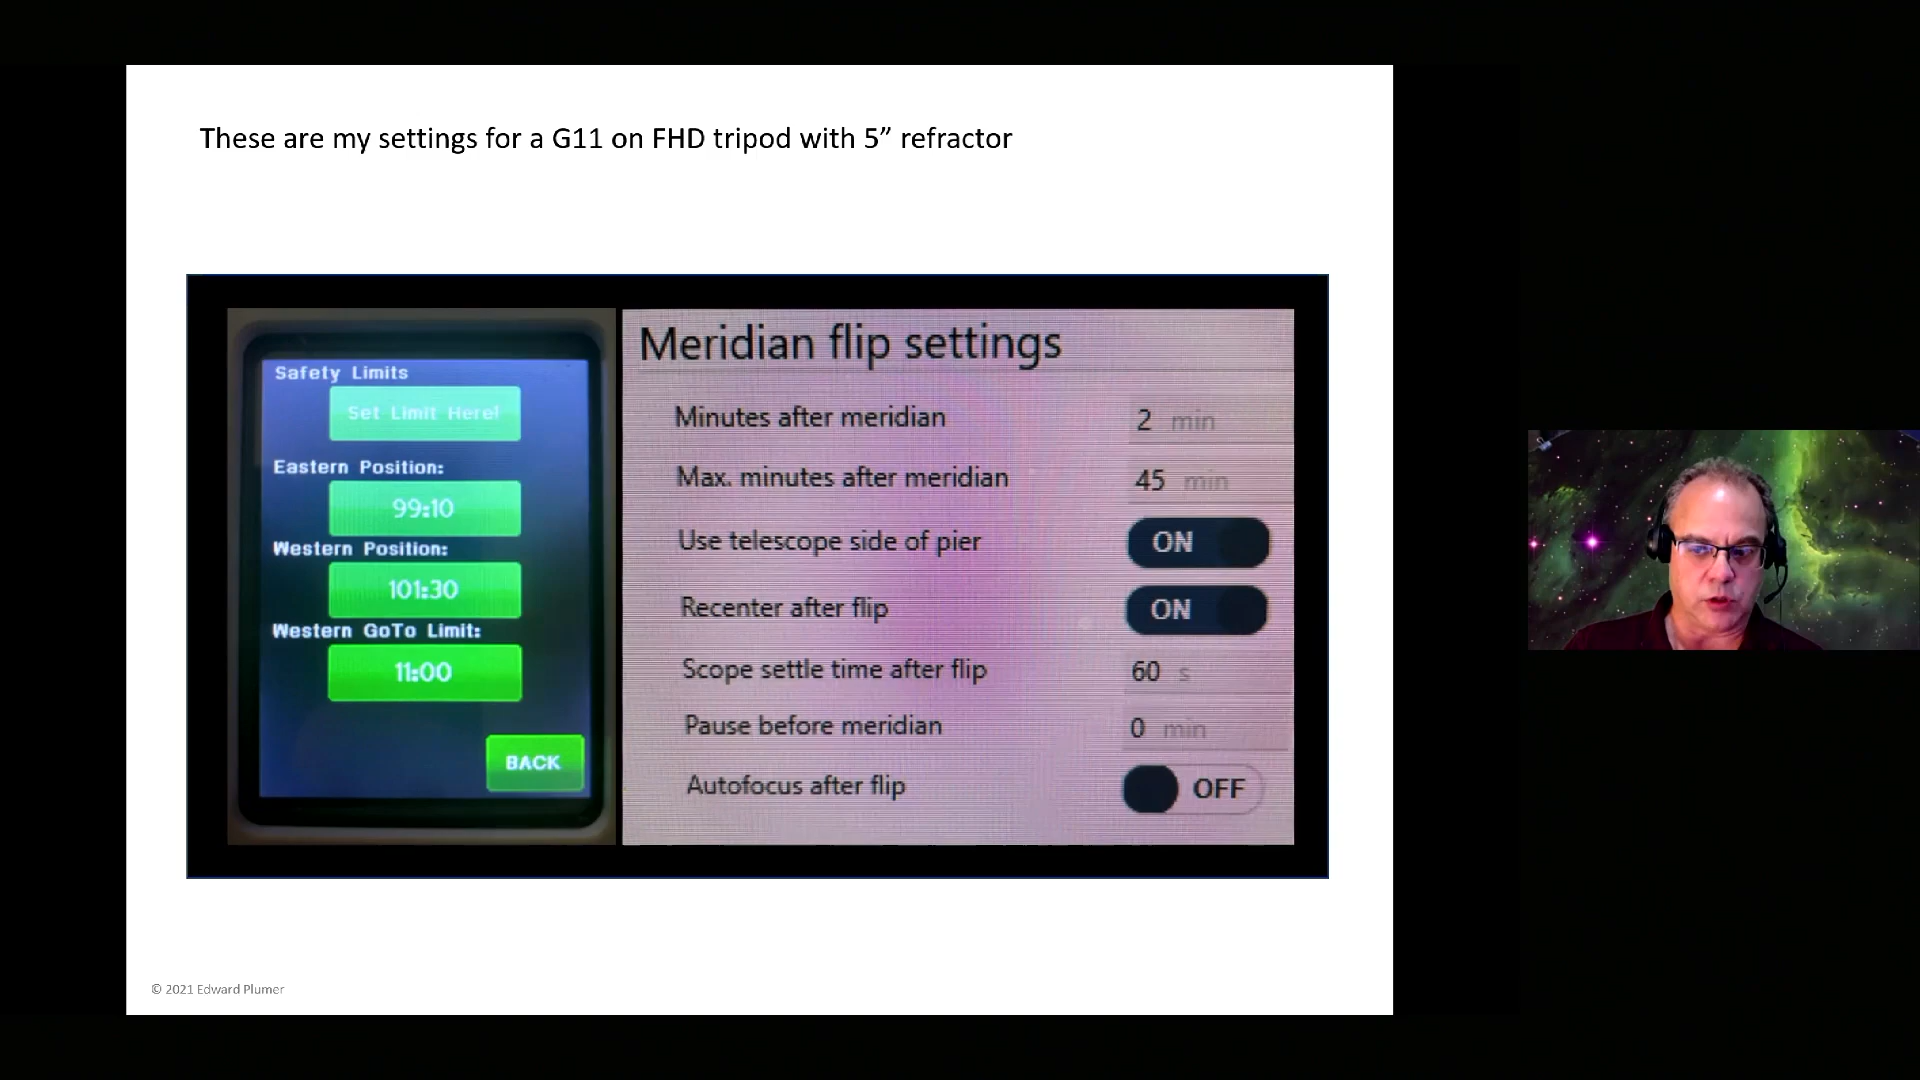 These are my settings for a G11 on FHD tripod with 5” refractor
Safety Limits
Set Limit Here!
Eastern Position:
99:10
Western Position:
101:30
Western GoTo Limit:
11:00
BACK
Meridian flip settings
Minutes after meridian 2 min
Max. minutes after meridian 45 min
Use telescope side of pier ON
Recenter after flip ON
Scope settle time after flip 60 s
Pause before meridian 0 min
Autofocus after flip OFF
© 2021 Edward Plumer